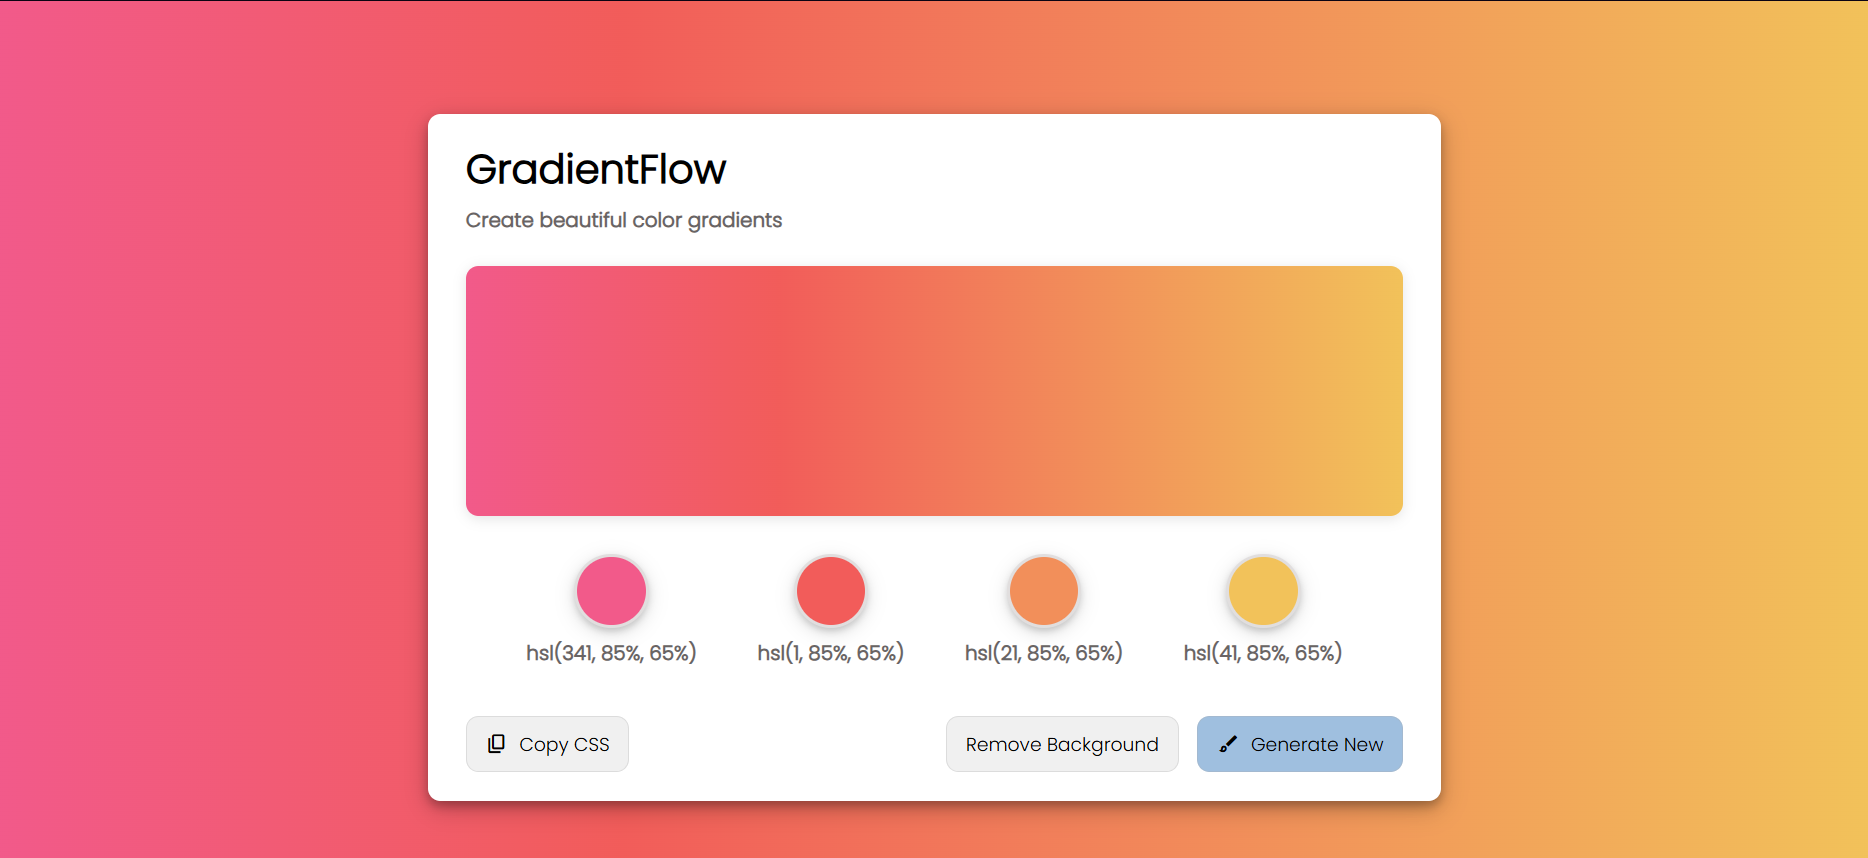 GradientFlow
Create beautiful color gradients
hsl(341, 85%, 65%) hsl(1, 85%, 65%) hsl(21, 85%, 65%) hsl(41, 85%, 65%)
Copy CSS Remove Background Generate New